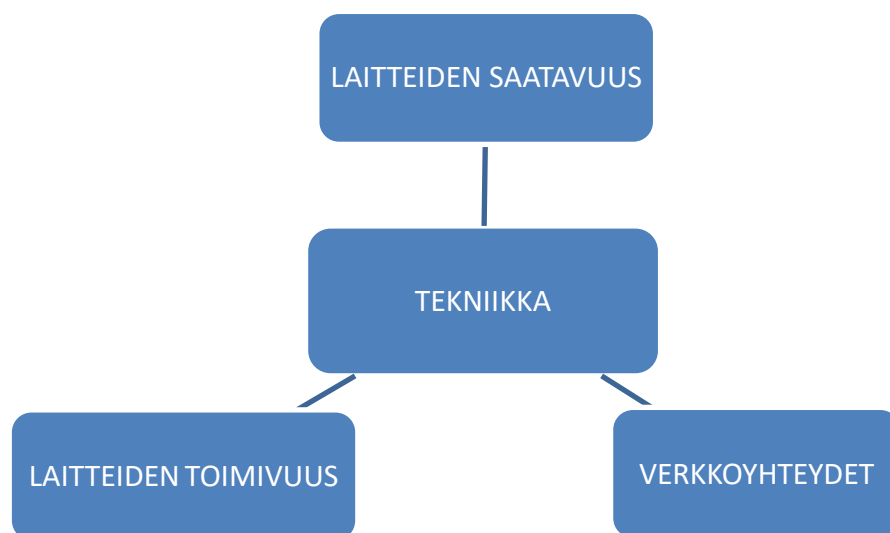 LAITTEIDEN SAATAVUUS
TEKNIIKKA
LAITTEIDEN TOIMIVUUS
VERKKOYHTEYDET